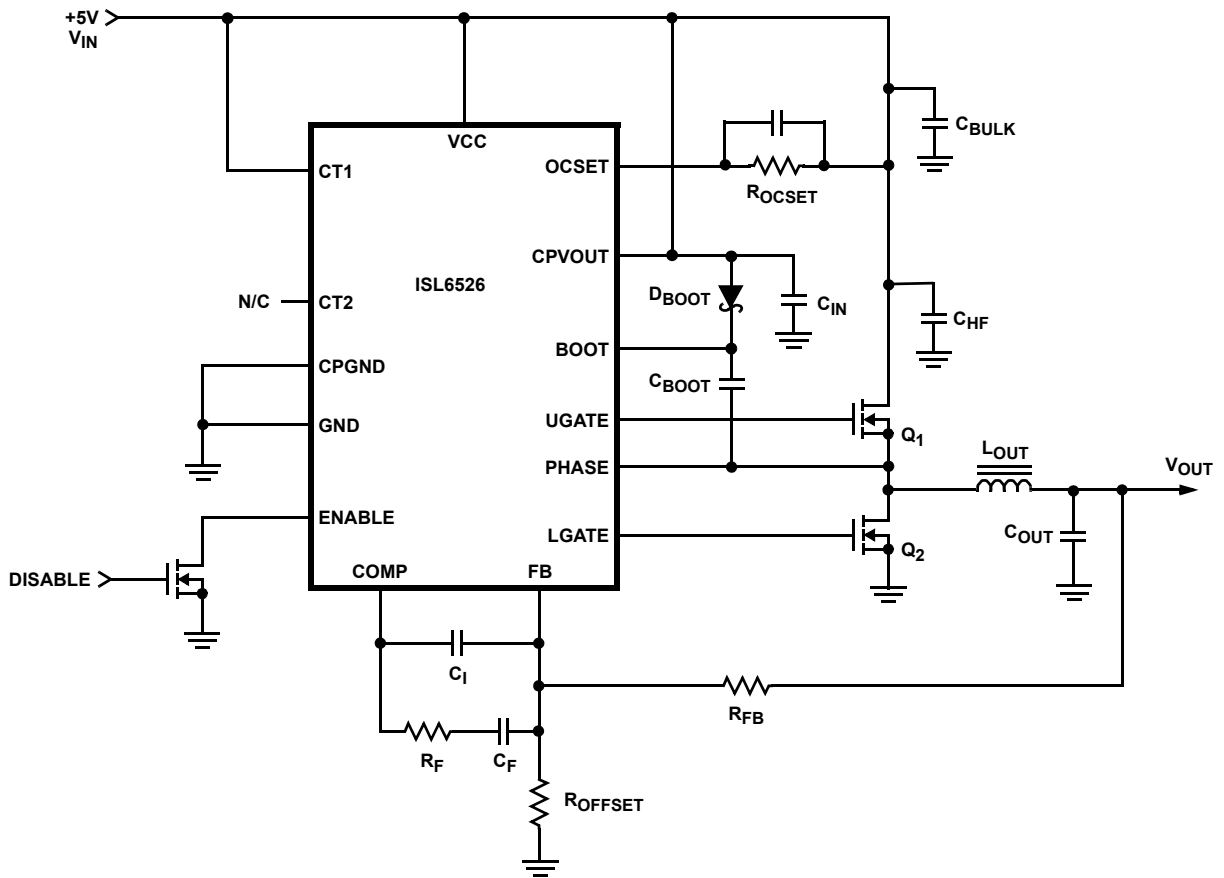 +5V
VIN
VCC
CT1
OCSET
ROCSET
CBULK
CPVOUT
ISL6526
N/C
CT2
DBOOT
CIN
CHF
BOOT
CPGND
CBOOT
UGATE
GND
Q1
PHASE
LOUT
VOUT
ENABLE
LGATE
COUT
Q2
DISABLE
COMP
FB
CI
RFB
RF
CF
ROFFSET